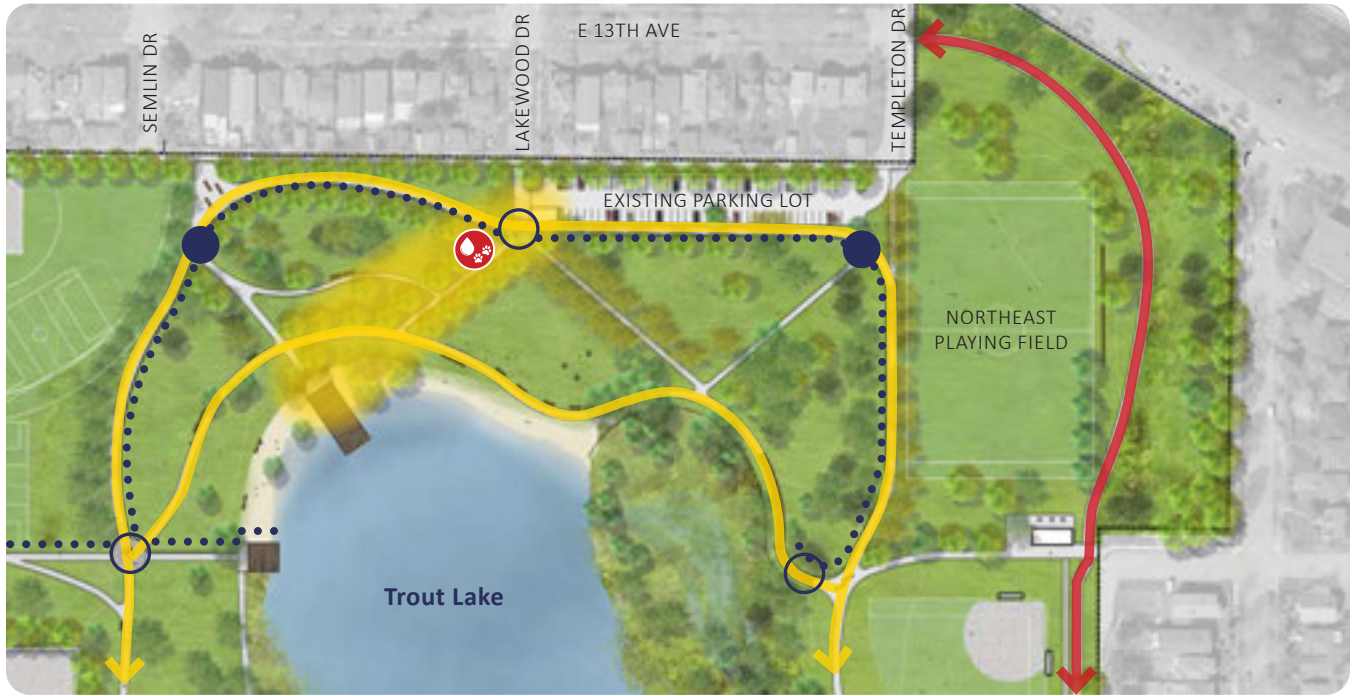 E 13TH AVE
SEMLIN DR
LAKEWOOD DR
TEMPLETON DR
EXISTING PARKING LOT
NORTHEAST
PLAYING FIELD
Trout Lake